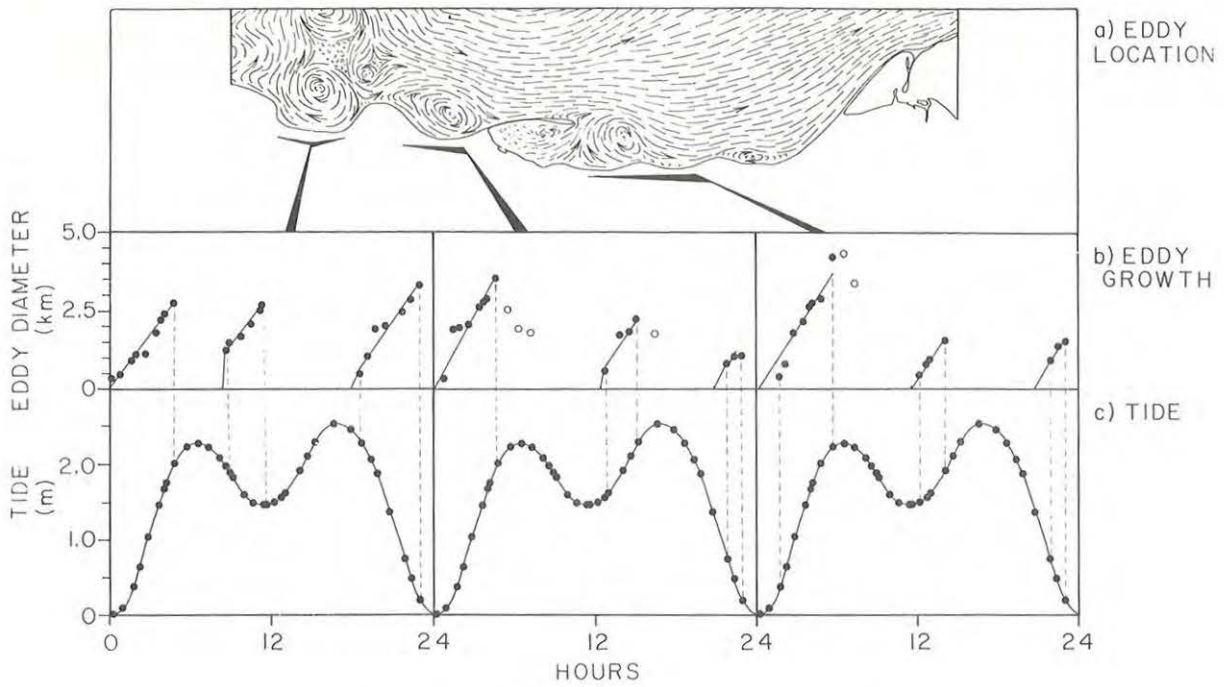 a) EDDY
LOCATION
EDDY DIAMETER
(km)
5.0
2.5
0
b) EDDY
GROWTH
TIDE
(m)
2.0
1.0
0
c) TIDE
0
12
24
12
24
12
24
HOURS